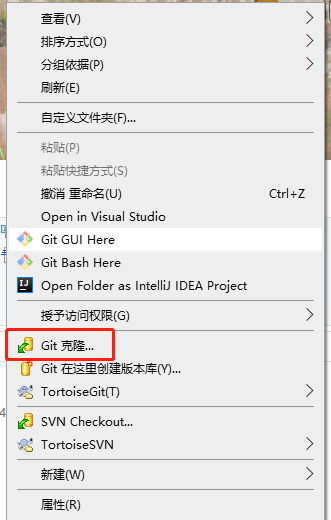 查看(V)
排序方式(O)
分组依据(P)
刷新(E)
自定义文件夹(F)...
粘贴(P)
粘贴快捷方式(S)
撤消 重命名(U) Ctrl+Z
Open in Visual Studio
Git GUI Here
Git Bash Here
Open Folder as IntelliJ IDEA Project
授予访问权限(G)
Git 克隆...
Git 在这里创建版本库(Y)...
TortoiseGit(T)
SVN Checkout...
TortoiseSVN
新建(W)
属性(R)